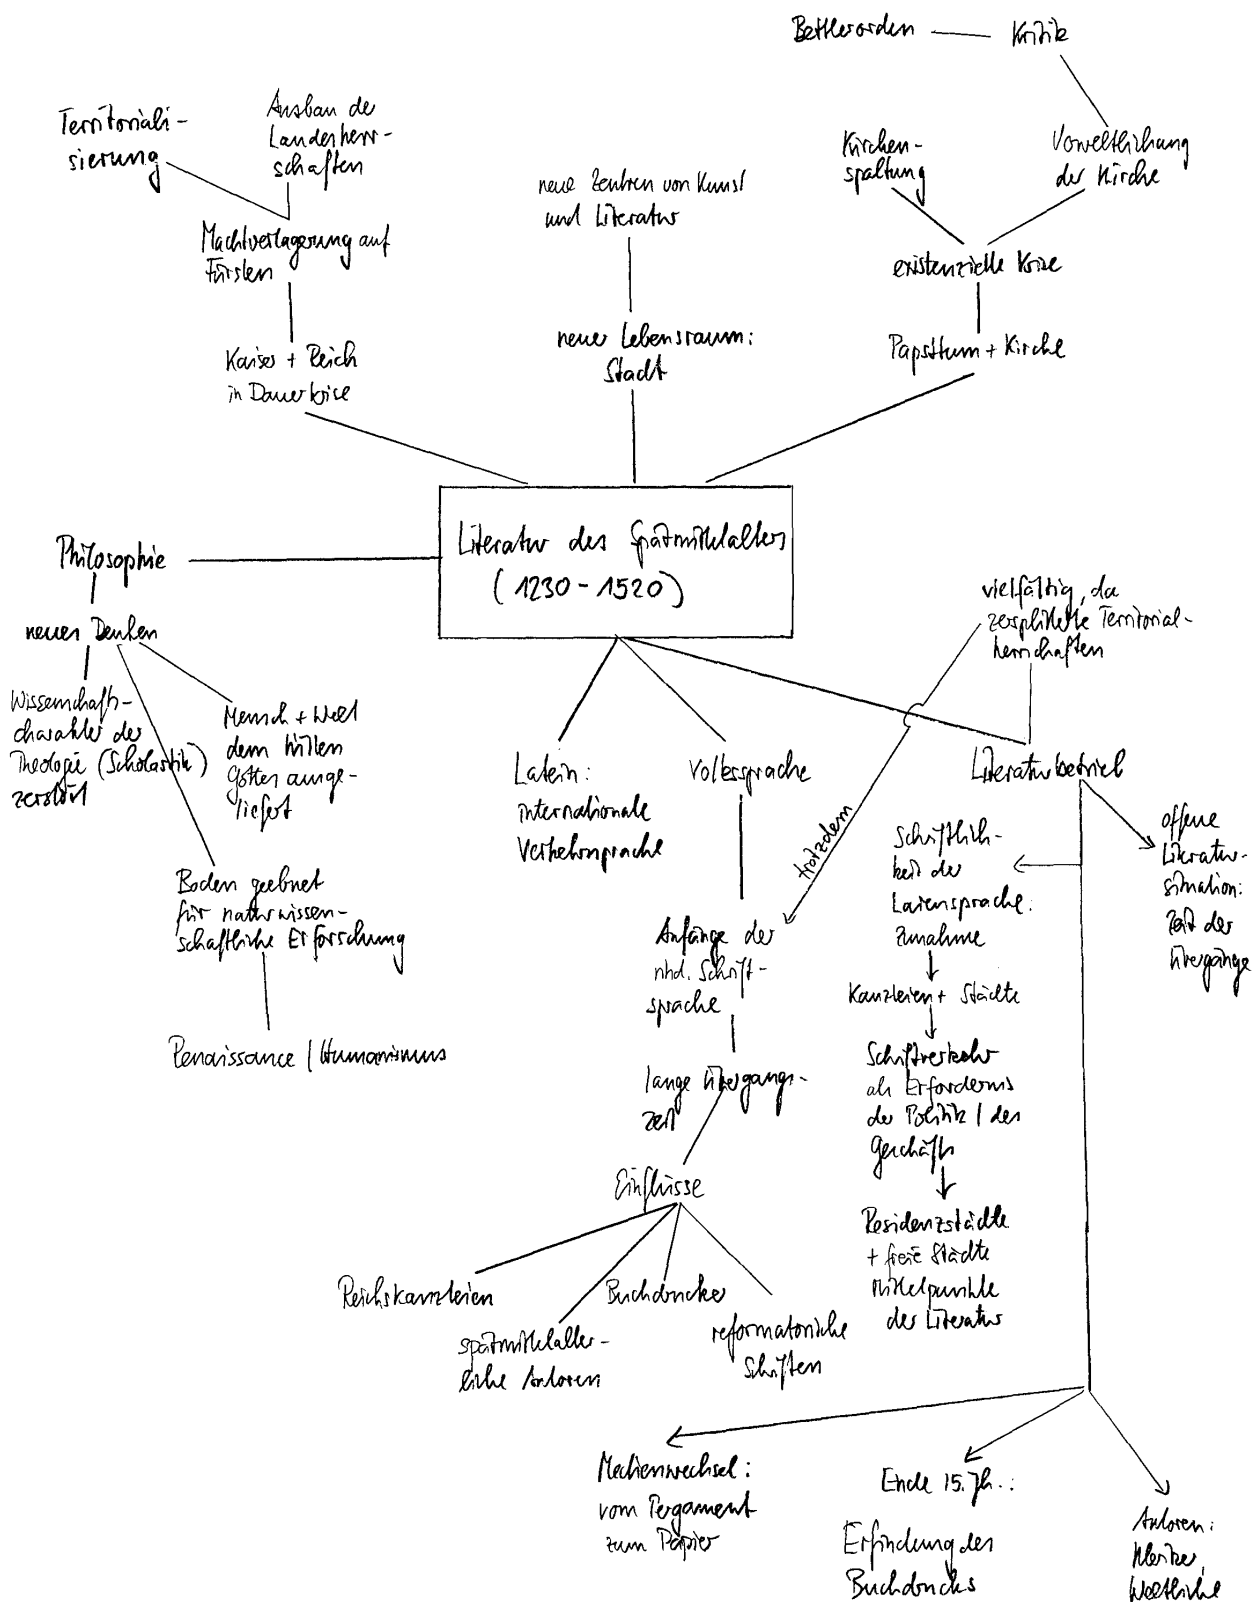 Bettlerorden
Kritik
Territoriali-
sierung
Ausbau der
Landesherr-
schaften
Kirchen-
spaltung
Verweltlichung
der Kirche
neue Zentren von Kunst
und Literatur
Machtverlagerung auf
Fürsten
existenzielle Krise
Kaiser + Reich
in Dauerkrise
neuer Lebensraum:
Stadt
Papsttum + Kirche
Literatur des Spätmittelalters
(1230 - 1520)
Philosophie
neues Denken
Wissenschafts-
charakter der
Theologie (Scholastik)
zerstört
Mensch + Welt
dem Willen
Gottes ausge-
liefert
Boden geebnet
für naturwissen-
schaftliche Erforschung
Renaissance / Humanismus
Latein:
internationale
Verkehrssprache
Volkssprache
trotzdem
vielfältig, da
zersplitterte Territorial-
herrschaften
Literaturbetrieb
Anfänge der
nhd. Schrift-
sprache
lange Übergangs-
zeit
Einflüsse
Reichskanzleien
spätmittelalter-
liche Autoren
Buchdrucker
reformatorische
Schriften
Schriftlich-
keit der
Laiensprache:
Zunahme
Kanzleien + Städte
Schriftverkehr
als Erfordernis
der Politik / des
Geschäfts
Residenzstädte
+ freie Städte
Mittelpunkte
der Literatur
offene
Literatur-
situation:
Zeit der
Übergänge
Medienwechsel:
vom Pergament
zum Papier
Ende 15. Jh.:
Erfindung des
Buchdrucks
Autoren:
Kleriker,
Weltliche